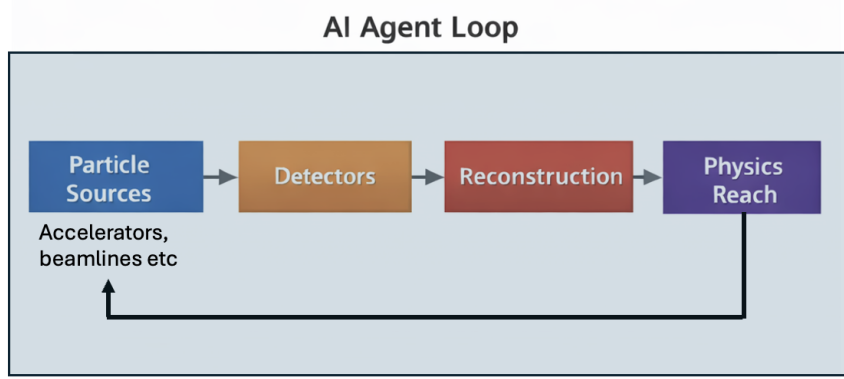 AI Agent Loop
Particle
Sources
Detectors
Reconstruction
Physics
Reach
Accelerators,
beamlines etc